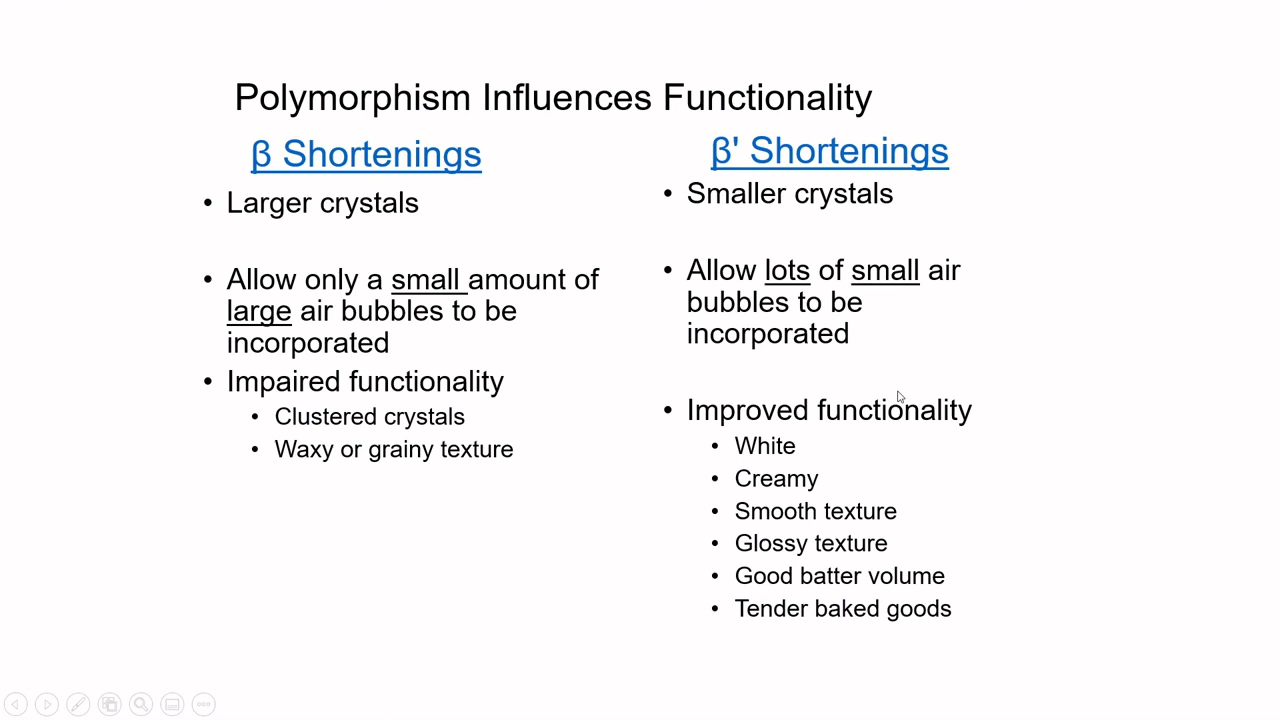 Polymorphism Influences Functionality
β Shortenings
• Larger crystals
• Allow only a small amount of
large air bubbles to be
incorporated
• Impaired functionality
• Clustered crystals
• Waxy or grainy texture
β' Shortenings
• Smaller crystals
• Allow lots of small air
bubbles to be
incorporated
• Improved functionality
• White
• Creamy
• Smooth texture
• Glossy texture
• Good batter volume
• Tender baked goods